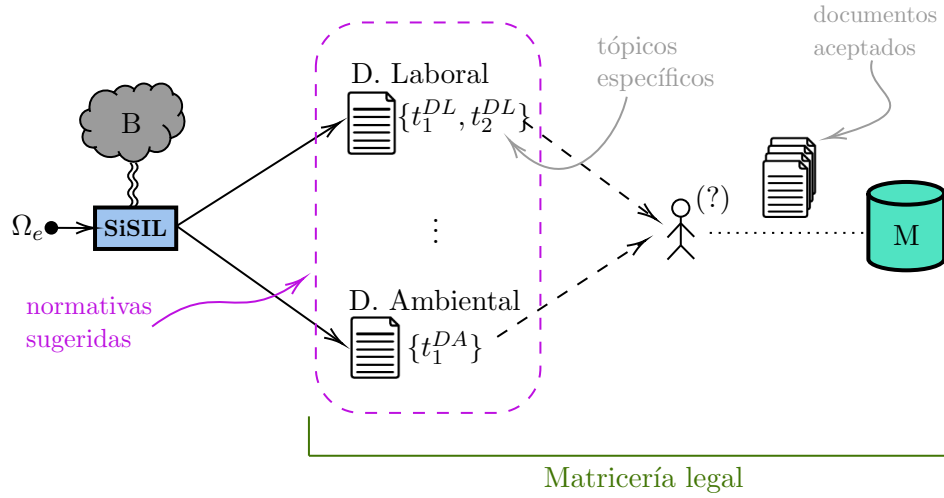 documentos
aceptados
tópicos
específicos
D. Laboral
{t_1^{DL}, t_2^{DL}}
B
(?)
Ω_e
SiSIL
M
⋮
D. Ambiental
{t_1^{DA}}
normativas
sugeridas
Matricería legal